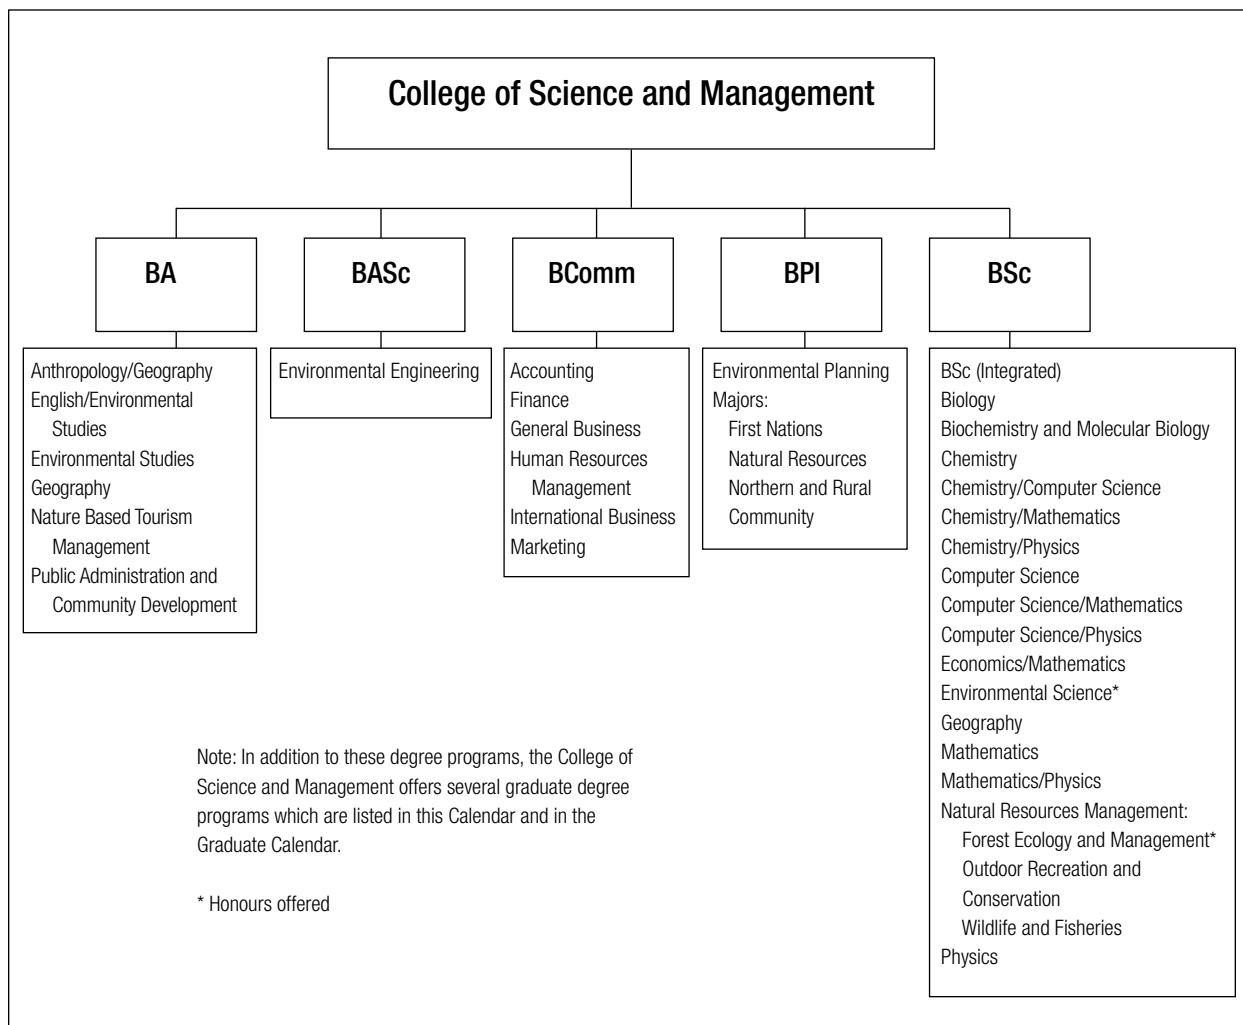 College of Science and Management
BA
BASc
BComm
BPl
BSc
Anthropology/Geography
English/Environmental
Studies
Environmental Studies
Geography
Nature Based Tourism
Management
Public Administration and
Community Development
Environmental Engineering
Accounting
Finance
General Business
Human Resources
Management
International Business
Marketing
Environmental Planning
Majors:
First Nations
Natural Resources
Northern and Rural
Community
BSc (Integrated)
Biology
Biochemistry and Molecular Biology
Chemistry
Chemistry/Computer Science
Chemistry/Mathematics
Chemistry/Physics
Computer Science
Computer Science/Mathematics
Computer Science/Physics
Economics/Mathematics
Environmental Science*
Geography
Mathematics
Mathematics/Physics
Natural Resources Management:
Forest Ecology and Management*
Outdoor Recreation and
Conservation
Wildlife and Fisheries
Physics
Note: In addition to these degree programs, the College of
Science and Management offers several graduate degree
programs which are listed in this Calendar and in the
Graduate Calendar.
* Honours offered